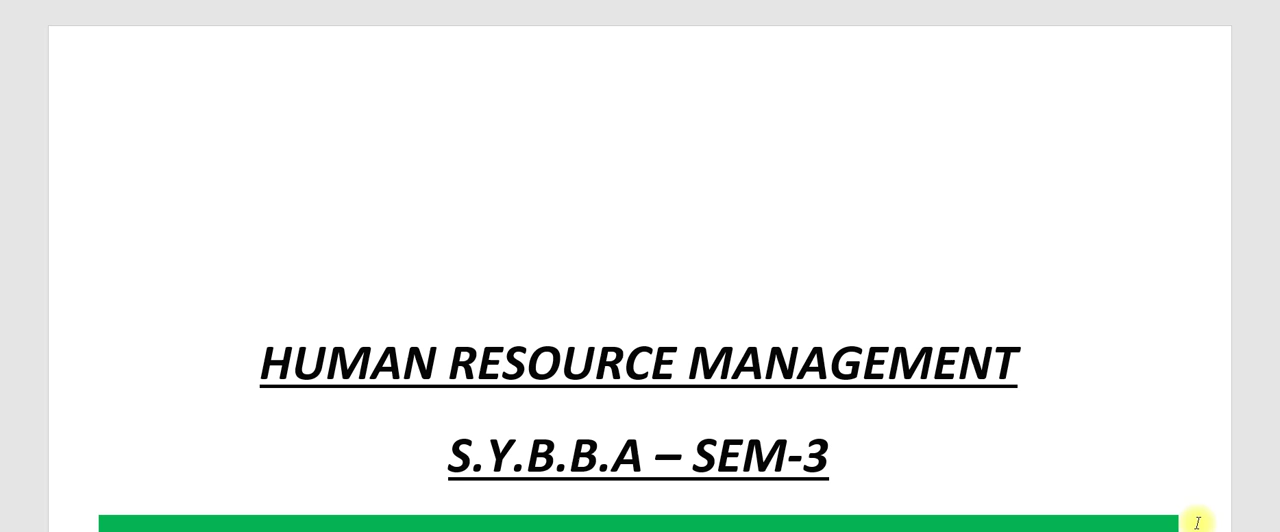 HUMAN RESOURCE MANAGEMENT
S.Y.B.B.A – SEM-3